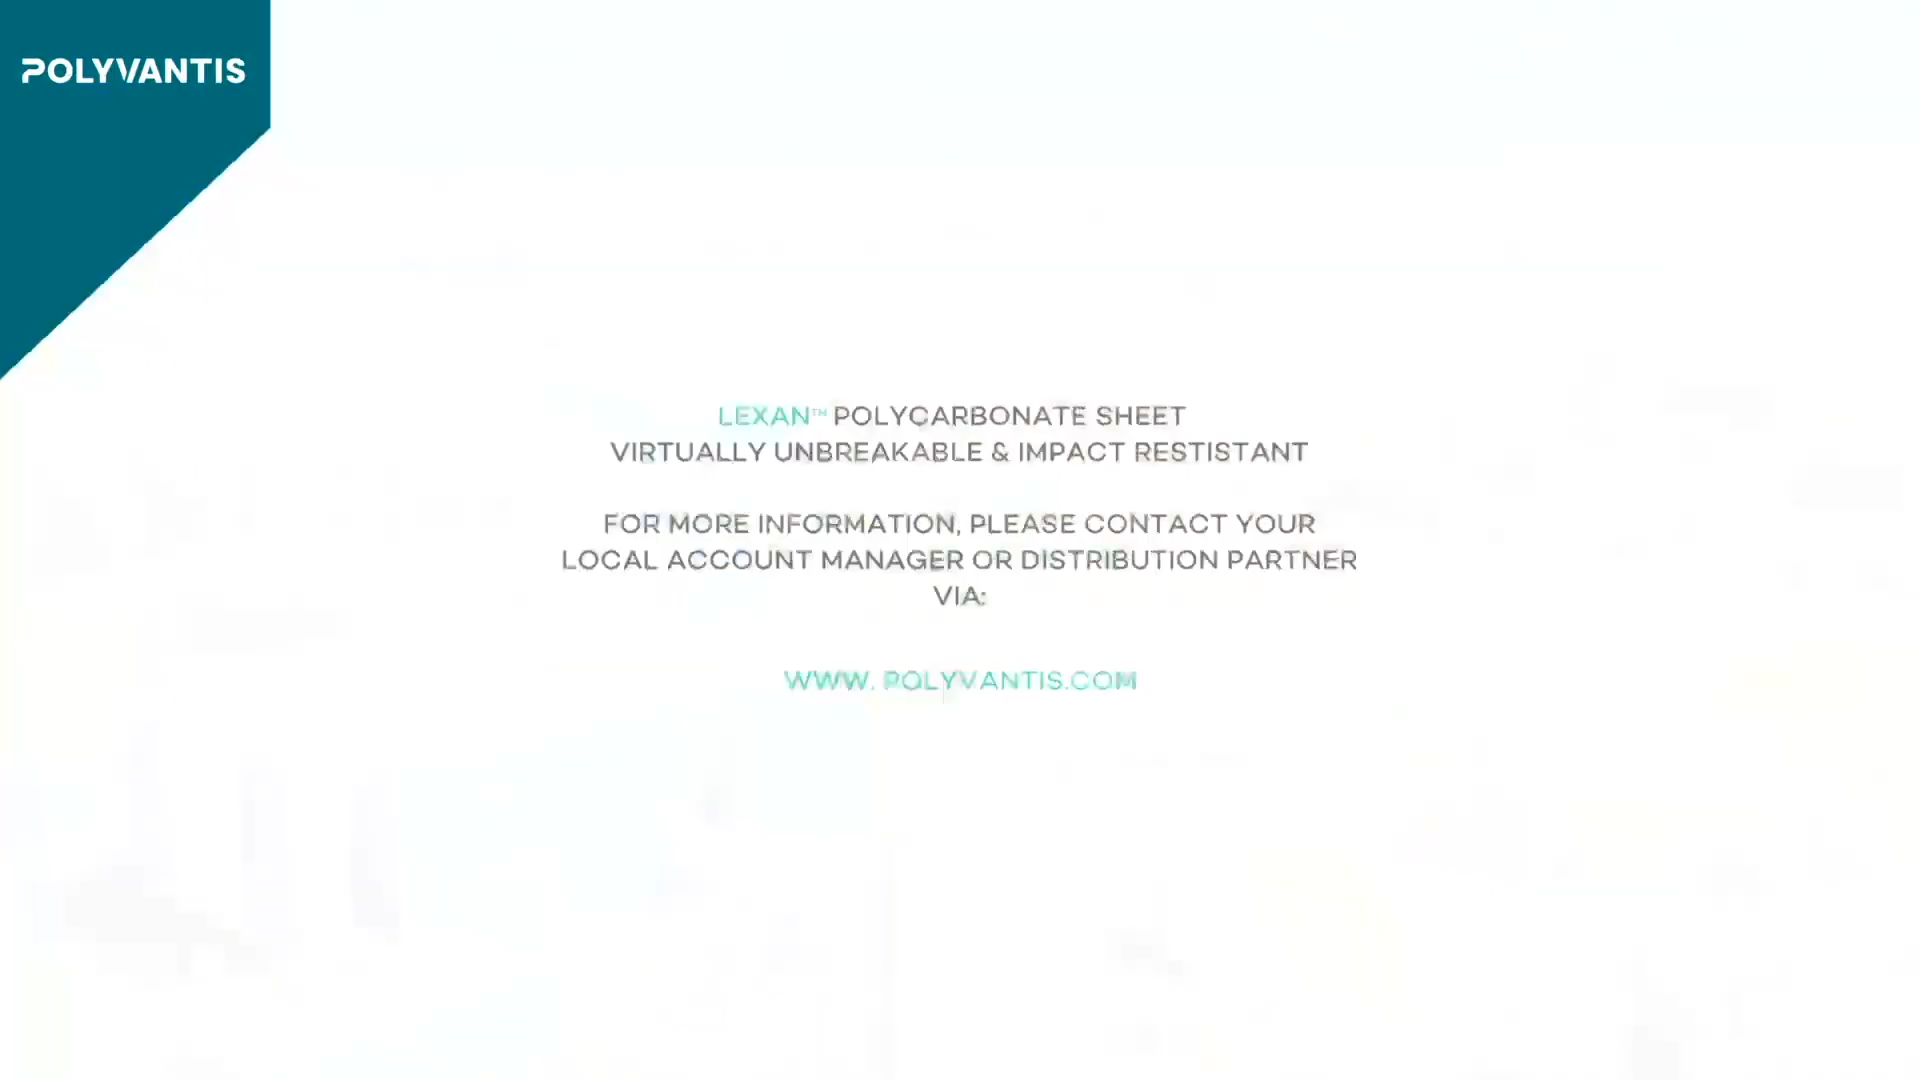 POLYVANTIS
LEXAN™ POLYCARBONATE SHEET
VIRTUALLY UNBREAKABLE & IMPACT RESTISTANT
FOR MORE INFORMATION, PLEASE CONTACT YOUR
LOCAL ACCOUNT MANAGER OR DISTRIBUTION PARTNER
VIA:
WWW. POLYVANTIS.COM